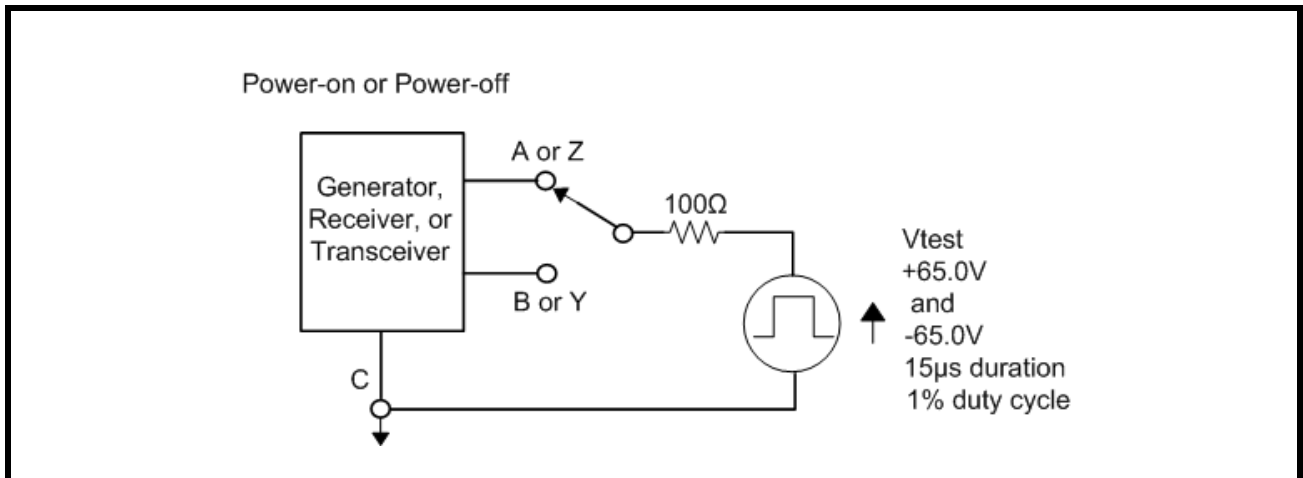 Power-on or Power-off
A or Z
Generator,
Receiver, or
Transceiver
100Ω
B or Y
Vtest
+65.0V
and
-65.0V
15µs duration
1% duty cycle
C